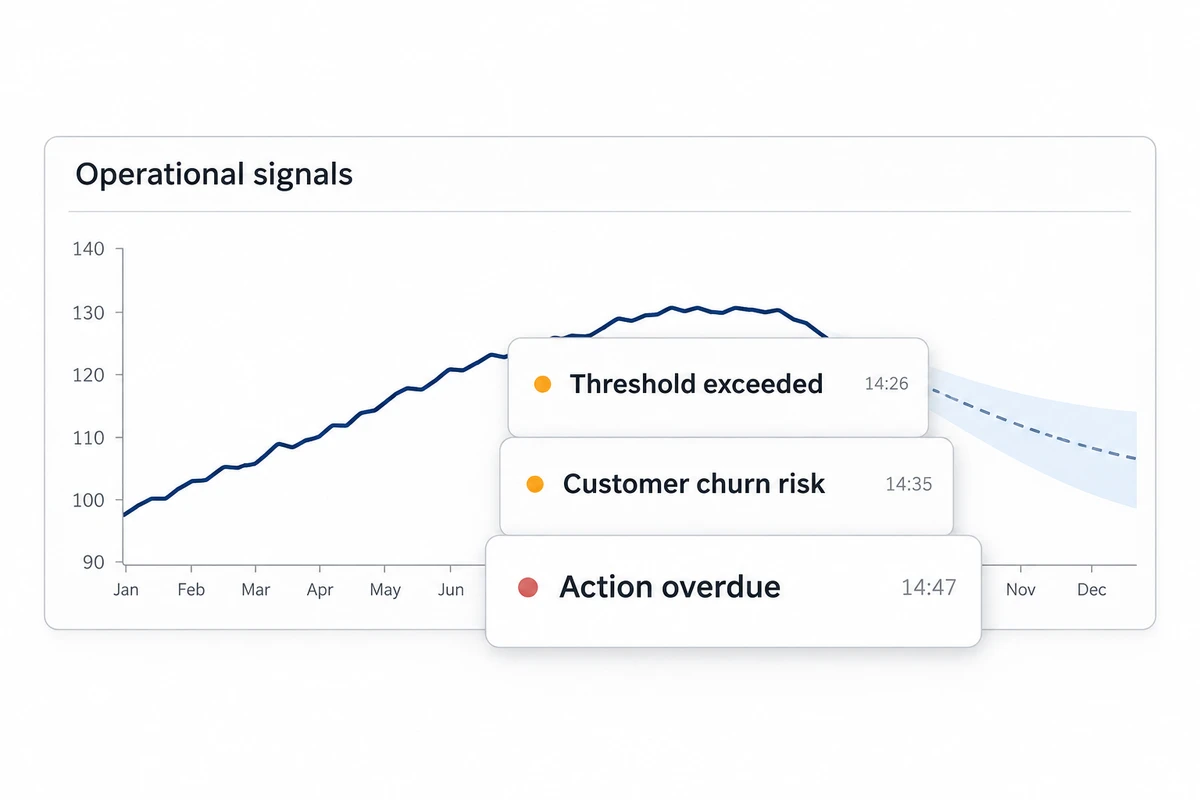 Operational signals
140
130
120
110
100
90
Threshold exceeded 14:26
Customer churn risk 14:35
Action overdue 14:47
Jan Feb Mar Apr May Jun Nov Dec